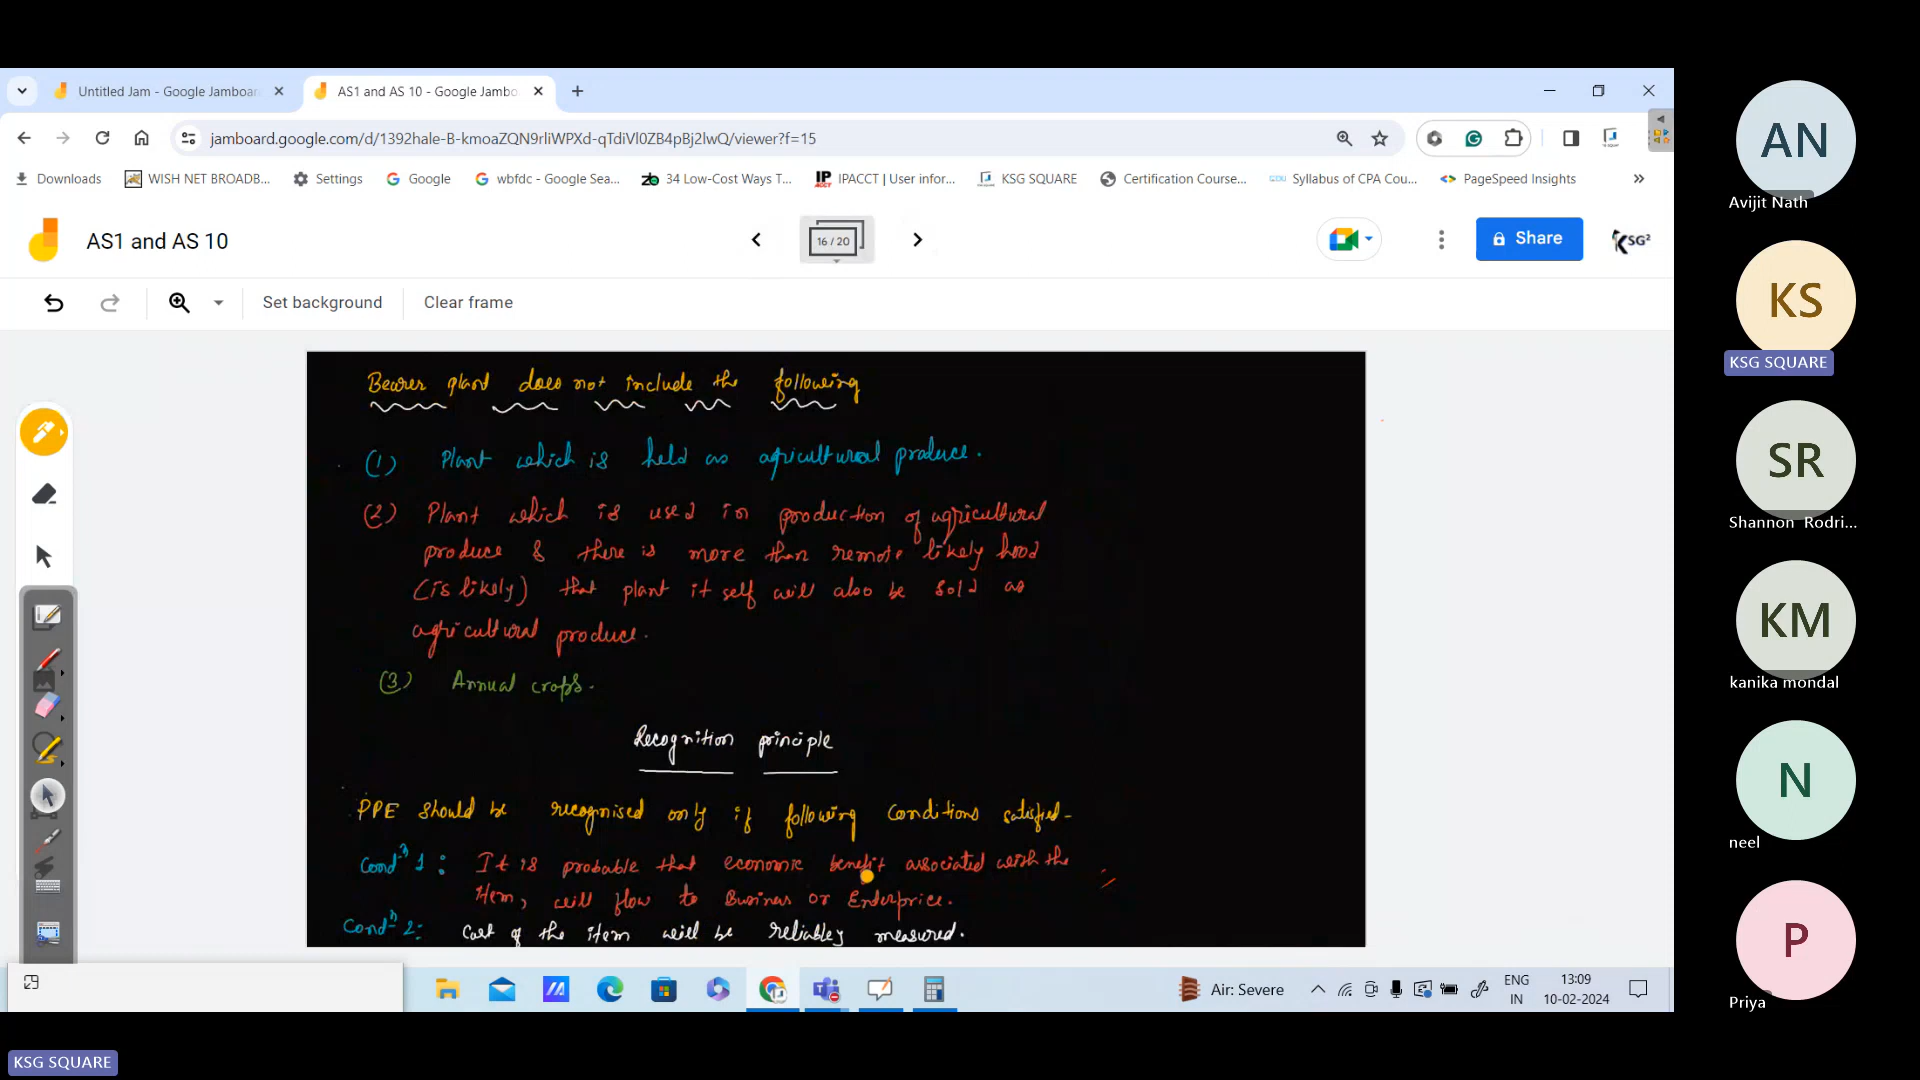 Untitled Jam - Google Jamboar
AS1 and AS 10 - Google Jambo
jamboard.google.com/d/1392hale-B-kmoaZQN9rliWPXd-qTdiVl0ZB4pBj2lwQ/viewer?f=15
Downloads
WISH NET BROADB...
Settings
Google
wbfdc - Google Sea...
34 Low-Cost Ways T...
IPACCT | User infor...
KSG SQUARE
Certification Course...
Syllabus of CPA Cou...
PageSpeed Insights
AS1 and AS 10
16 / 20
Share
KSG²
Set background
Clear frame
Bearer plant does not include the following
(1) Plant which is held as agricultural produce.
(2) Plant which is used in production of agricultural
produce & there is more than remote likely hood
(is likely) that plant it self will also be sold as
agricultural produce.
(3) Annual crops.
Recognition principle
PPE should be recognised only if following conditions satisfied-
Condⁿ 1: It is probable that economic benefit associated with the
item, will flow to Business or Enterprice.
Condⁿ 2: Cost of the item will be reliabley measured.
Air: Severe
ENG
IN
13:09
10-02-2024
AN
Avijit Nath
KS
KSG SQUARE
SR
Shannon Rodri...
KM
kanika mondal
N
neel
P
Priya
KSG SQUARE